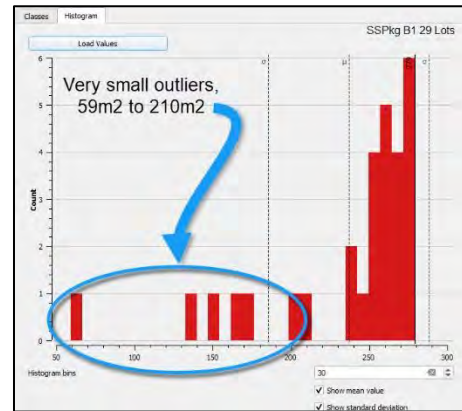 Classes Histogram
Load Values
SSPkg B1 29 Lots
Very small outliers,
59m2 to 210m2
σ μ σ
6
5
4
3
2
1
0
Count
50 100 150 200 250 300
Histogram bins
30
✓ Show mean value
✓ Show standard deviation